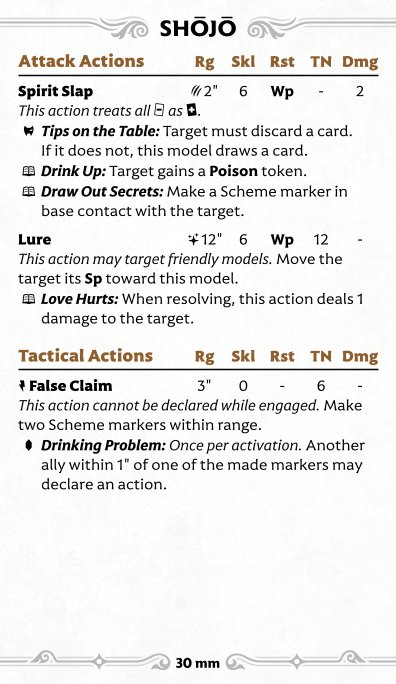 SHŌJŌ
Attack Actions Rg Skl Rst TN Dmg
Spirit Slap 2" 6 Wp - 2
This action treats all as .
Tips on the Table: Target must discard a card.
If it does not, this model draws a card.
Drink Up: Target gains a Poison token.
Draw Out Secrets: Make a Scheme marker in
base contact with the target.
Lure 12" 6 Wp 12 -
This action may target friendly models. Move the
target its Sp toward this model.
Love Hurts: When resolving, this action deals 1
damage to the target.
Tactical Actions Rg Skl Rst TN Dmg
False Claim 3" 0 - 6 -
This action cannot be declared while engaged. Make
two Scheme markers within range.
Drinking Problem: Once per activation. Another
ally within 1" of one of the made markers may
declare an action.
30 mm